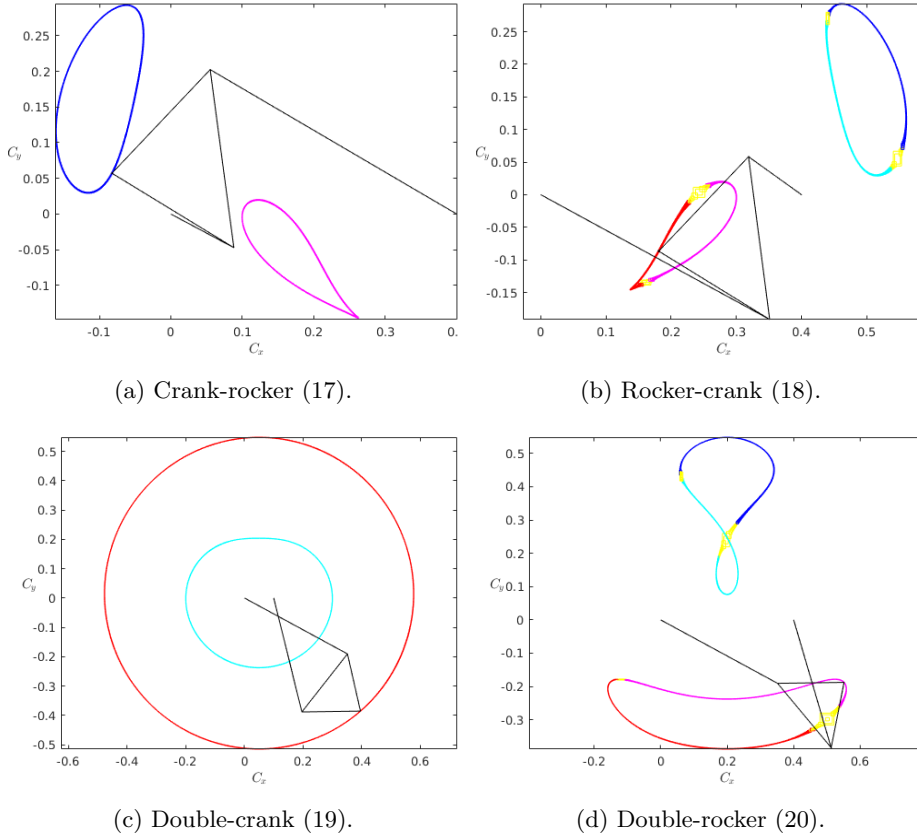 0.25
0.2
0.15
C_y
0.1
0.05
0
-0.05
-0.1
-0.1 0 0.1 0.2 0.3 0.
C_x
(a) Crank-rocker (17).
0.25
0.2
0.15
0.1
C_y
0.05
0
-0.05
-0.1
-0.15
0 0.1 0.2 0.3 0.4 0.5
C_x
(b) Rocker-crank (18).
0.5
0.4
0.3
0.2
0.1
C_y
0
-0.1
-0.2
-0.3
-0.4
-0.5
-0.6 -0.4 -0.2 0 0.2 0.4 0.6
C_x
(c) Double-crank (19).
0.5
0.4
0.3
0.2
C_y
0.1
0
-0.1
-0.2
-0.3
-0.2 0 0.2 0.4 0.6
C_x
(d) Double-rocker (20).